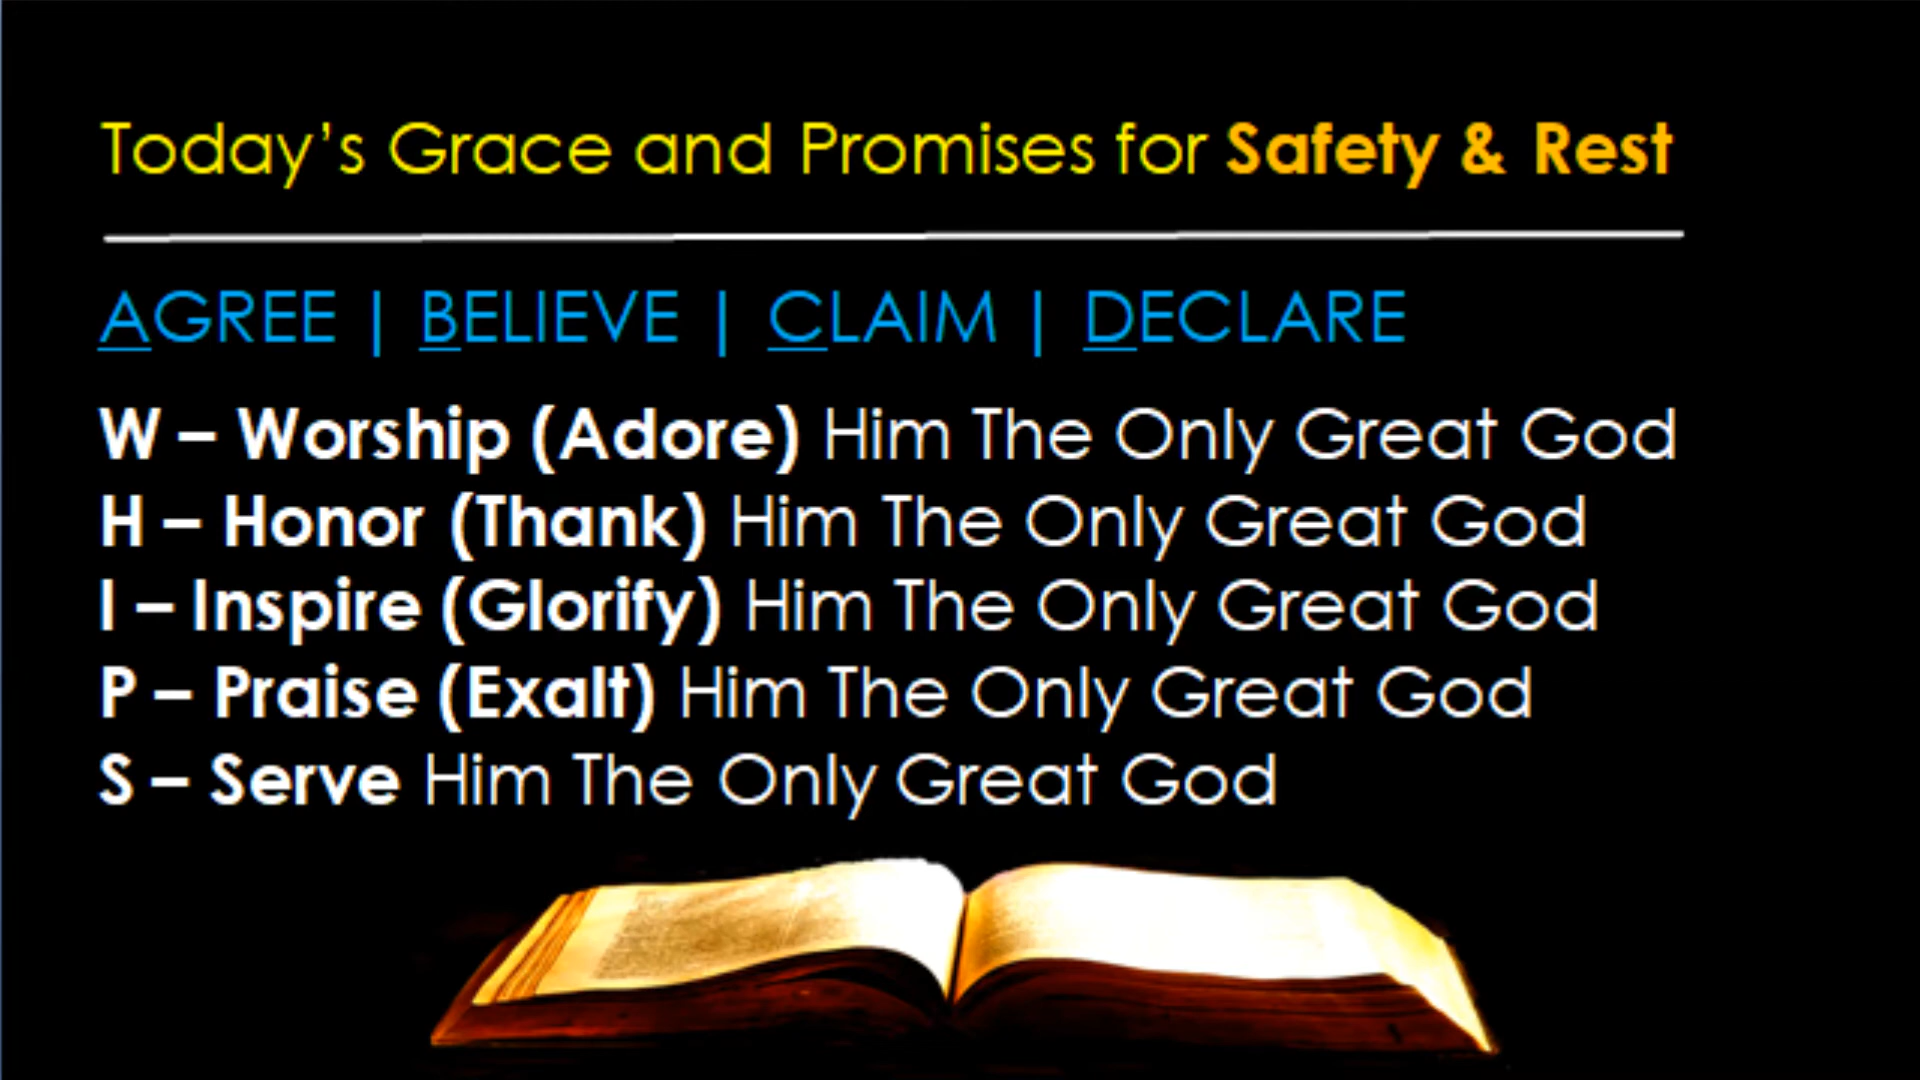 Today’s Grace and Promises for Safety & Rest
AGREE | BELIEVE | CLAIM | DECLARE
W – Worship (Adore) Him The Only Great God
H – Honor (Thank) Him The Only Great God
I – Inspire (Glorify) Him The Only Great God
P – Praise (Exalt) Him The Only Great God
S – Serve Him The Only Great God